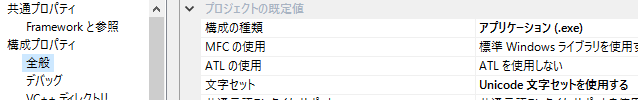 共通プロパティ
Framework と参照
構成プロパティ
全般
デバッグ
VC++ ディレクトリ
プロジェクトの既定値
構成の種類 アプリケーション (.exe)
MFC の使用 標準 Windows ライブラリを使用す
ATL の使用 ATL を使用しない
文字セット Unicode 文字セットを使用する